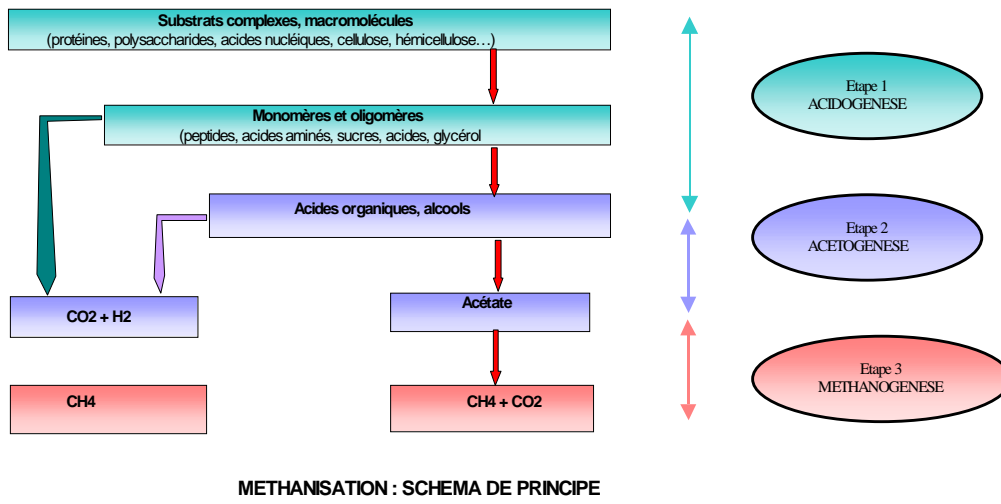 Substrats complexes, macromolécules
(protéines, polysaccharides, acides nucléiques, cellulose, hémicellulose…)
Etape 1
ACIDOGENESE
Monomères et oligomères
(peptides, acides aminés, sucres, acides, glycérol
Acides organiques, alcools
Etape 2
ACETOGENESE
CO2 + H2
Acétate
Etape 3
METHANOGENESE
CH4
CH4 + CO2
METHANISATION : SCHEMA DE PRINCIPE